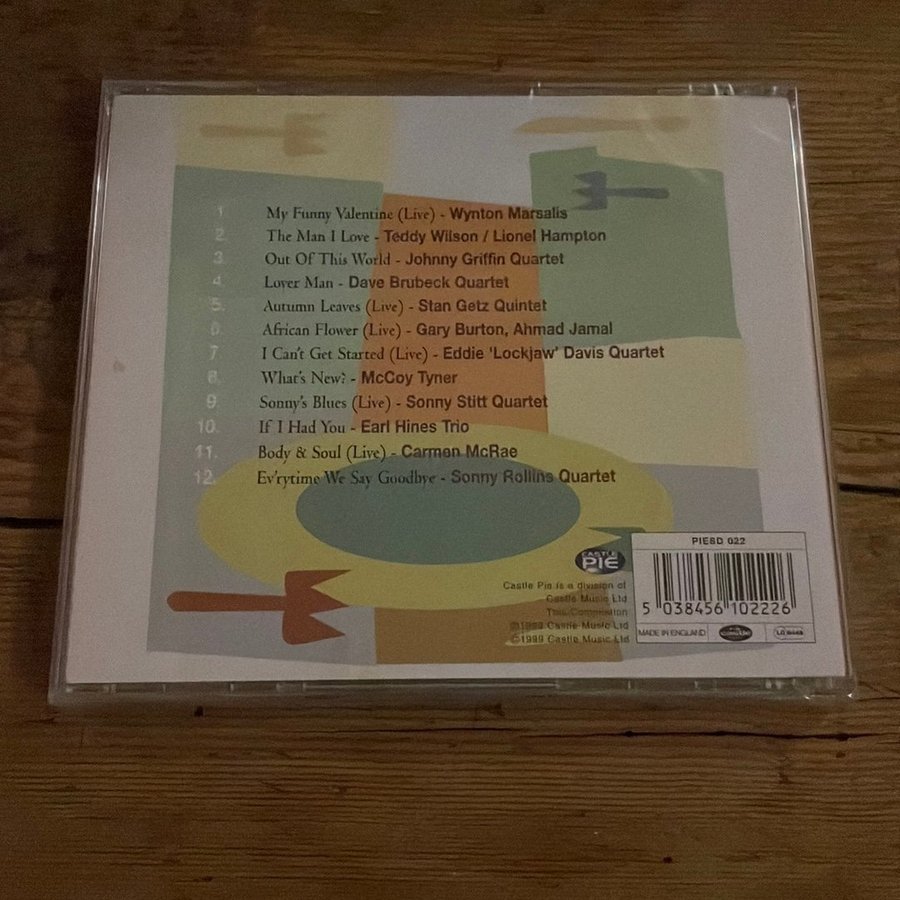 1. My Funny Valentine (Live) - Wynton Marsalis
2. The Man I Love - Teddy Wilson / Lionel Hampton
3. Out Of This World - Johnny Griffin Quartet
4. Lover Man - Dave Brubeck Quartet
5. Autumn Leaves (Live) - Stan Getz Quintet
6. African Flower (Live) - Gary Burton, Ahmad Jamal
7. I Can't Get Started (Live) - Eddie 'Lockjaw' Davis Quartet
8. What's New? - McCoy Tyner
9. Sonny's Blues (Live) - Sonny Stitt Quartet
10. If I Had You - Earl Hines Trio
11. Body & Soul (Live) - Carmen McRae
12. Ev'rytime We Say Goodbye - Sonny Rollins Quartet
CASTLE
PIE
Castle Pie is a division of
Castle Music Ltd
This Compilation
℗1999 Castle Music Ltd
©1999 Castle Music Ltd
PIESD 022
5 038456 102226
MADE IN ENGLAND